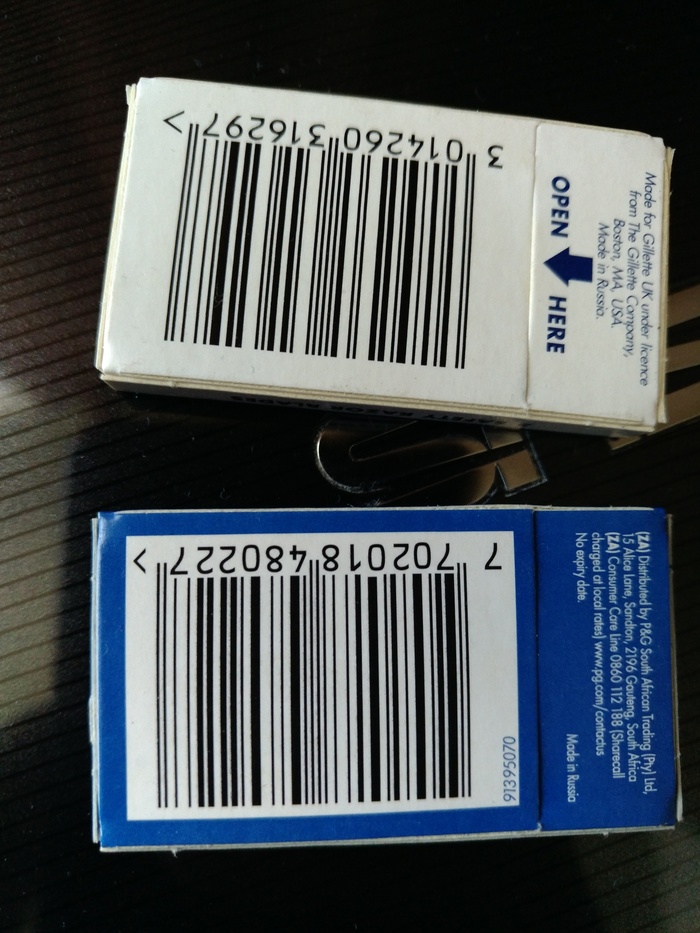 3 014260 316297 >
OPEN HERE
Made for Gillette UK under licence
from The Gillette Company,
Boston, MA, USA.
Made in Russia.
SAFETY RAZOR BLADES
7 702018 480227 >
91395070
(ZA) Distributed by P&G South African Trading (Pty) Ltd,
15 Alice Lane, Sandton, 2196 Gauteng, South Africa
(ZA) Consumer Care Line 0860 112 188 (Sharecall
charged at local rates) www.pg.com/contactus
No expiry date.
Made in Russia